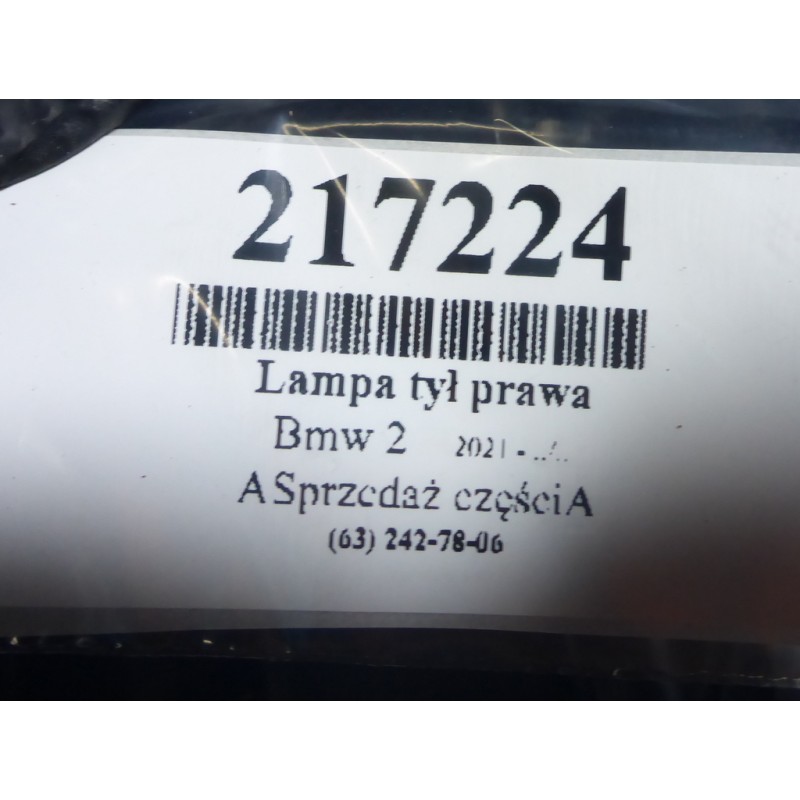 217224
Lampa tył prawa
Bmw 2 2021 - ../..
ASprzedaż częściA
(63) 242-78-06